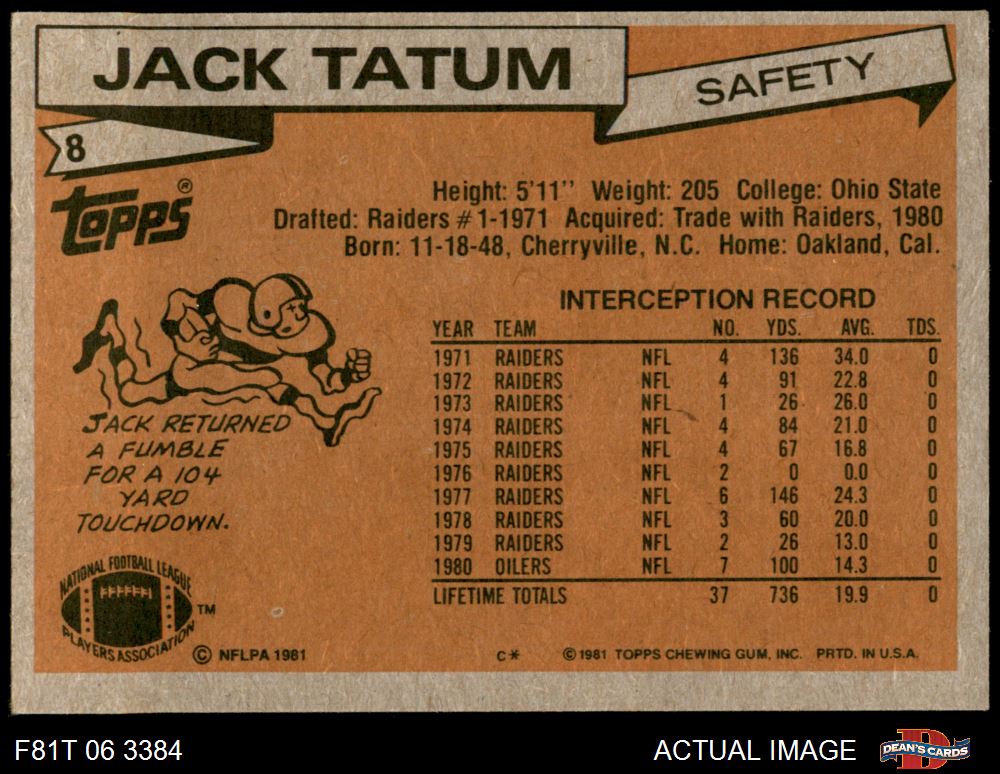 JACK TATUM
SAFETY
8
TOPPS®
Height: 5'11" Weight: 205 College: Ohio State
Drafted: Raiders #1-1971 Acquired: Trade with Raiders, 1980
Born: 11-18-48, Cherryville, N.C. Home: Oakland, Cal.
JACK RETURNED
A FUMBLE
FOR A 104
YARD
TOUCHDOWN.
INTERCEPTION RECORD
YEAR TEAM NO. YDS. AVG. TDS.
1971 RAIDERS NFL 4 136 34.0 0
1972 RAIDERS NFL 4 91 22.8 0
1973 RAIDERS NFL 1 26 26.0 0
1974 RAIDERS NFL 4 84 21.0 0
1975 RAIDERS NFL 4 67 16.8 0
1976 RAIDERS NFL 2 0 0.0 0
1977 RAIDERS NFL 6 146 24.3 0
1978 RAIDERS NFL 3 60 20.0 0
1979 RAIDERS NFL 2 26 13.0 0
1980 OILERS NFL 7 100 14.3 0
LIFETIME TOTALS 37 736 19.9 0
NATIONAL FOOTBALL LEAGUE
PLAYERS ASSOCIATION
TM
© NFLPA 1981
C* © 1981 TOPPS CHEWING GUM, INC. PRTD. IN U.S.A.
F81T 06 3384
ACTUAL IMAGE
DEAN'S CARDS